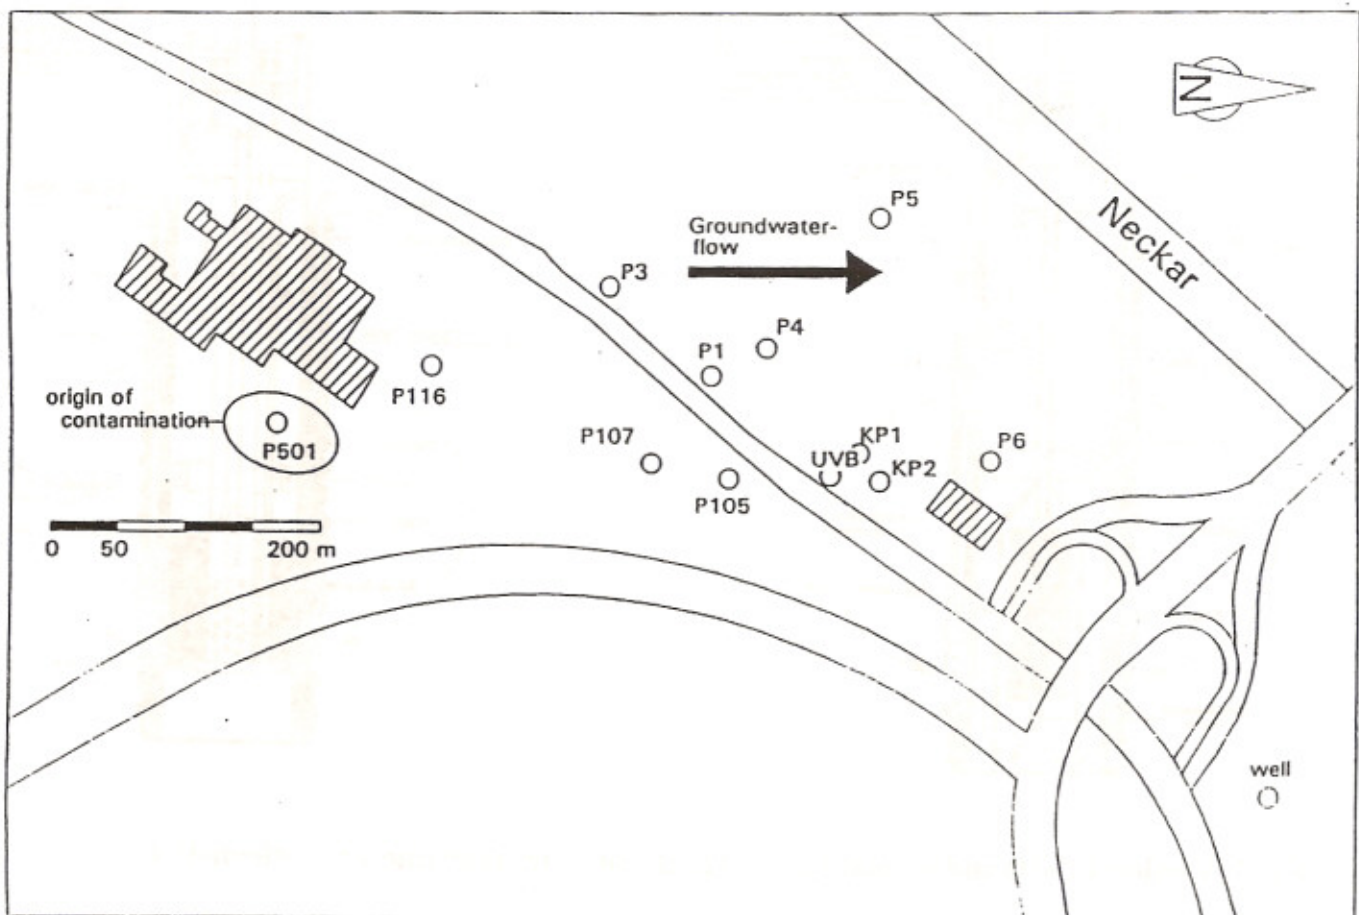 N
Neckar
P5
Groundwater-
flow
P3
P4
P1
P116
origin of
contamination
P501
P107
P105
UVB
KP1
KP2
P6
0 50 200 m
well